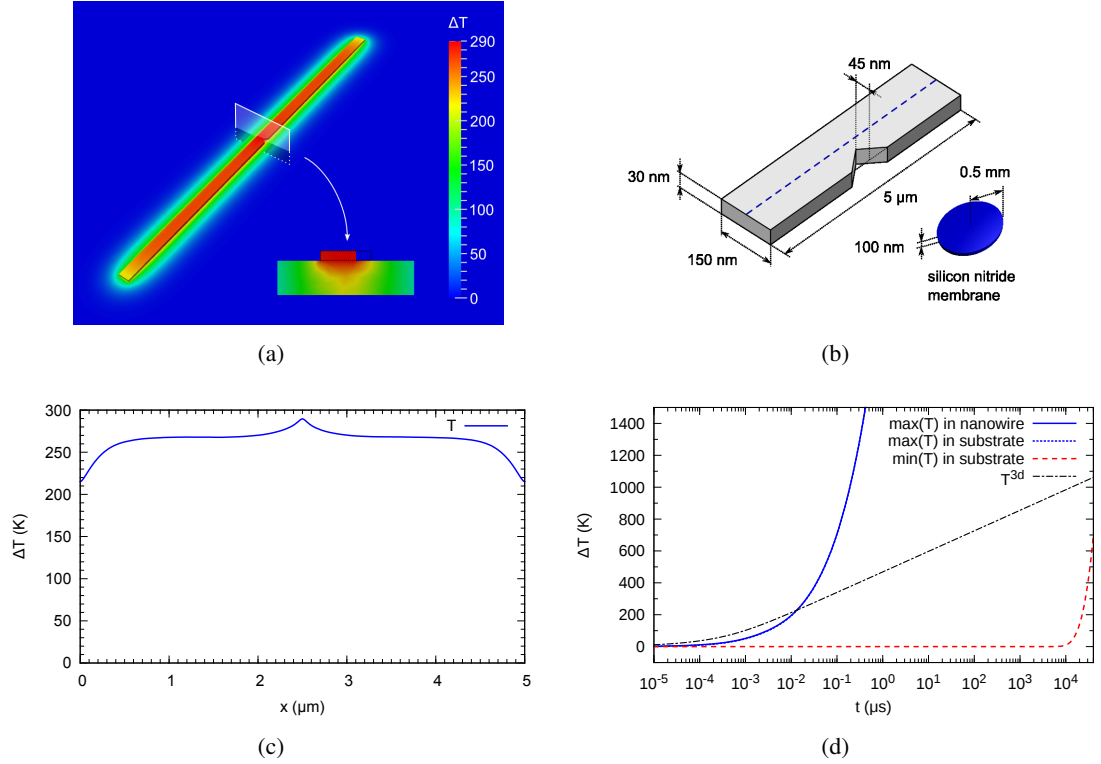 ΔT
290
250
200
150
100
50
0
(a)
45 nm
30 nm
150 nm
5 µm
0.5 mm
100 nm
silicon nitride
membrane
(b)
300
250
200
150
100
50
0
ΔT (K)
T
0 1 2 3 4 5
x (µm)
(c)
1400
1200
1000
800
600
400
200
0
ΔT (K)
max(T) in nanowire
max(T) in substrate
min(T) in substrate
T^3d
10^-5 10^-4 10^-3 10^-2 10^-1 10^0 10^1 10^2 10^3 10^4
t (µs)
(d)